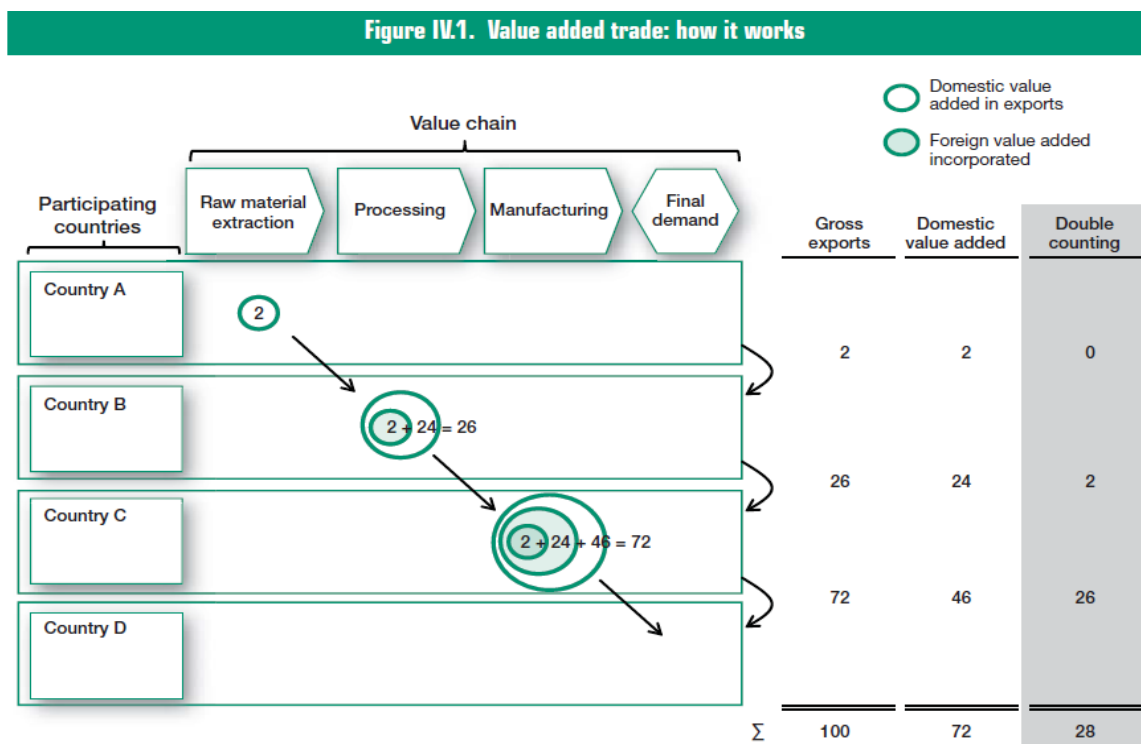 Figure IV.1. Value added trade: how it works
Domestic value
added in exports
Foreign value added
incorporated
Value chain
Participating
countries
Raw material
extraction
Processing
Manufacturing
Final
demand
Gross
exports
Domestic
value added
Double
counting
Country A
2
2
2
0
Country B
2 + 24 = 26
26
24
2
Country C
2 + 24 + 46 = 72
72
46
26
Country D
Σ
100
72
28